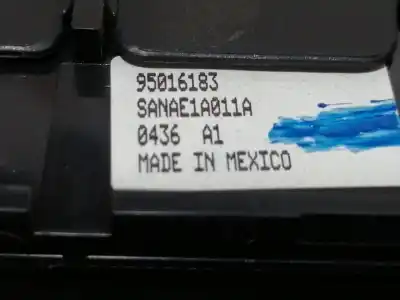 95016183
SANAE1A011A
0436 A1
MADE IN MEXICO